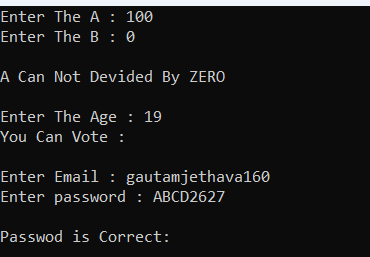 Enter The A : 100
Enter The B : 0
A Can Not Devided By ZERO
Enter The Age : 19
You Can Vote :
Enter Email : gautamjethava160
Enter password : ABCD2627
Passwod is Correct: